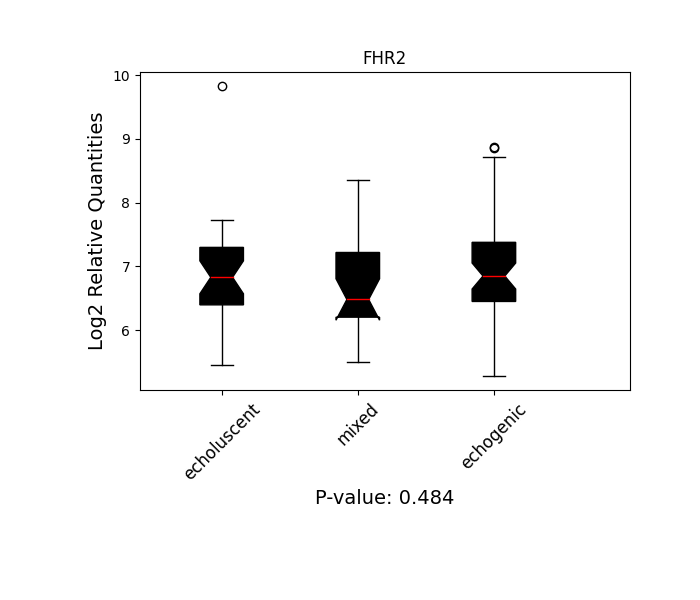 FHR2
Log2 Relative Quantities
10
9
8
7
6
echoluscent
mixed
echogenic
P-value: 0.484